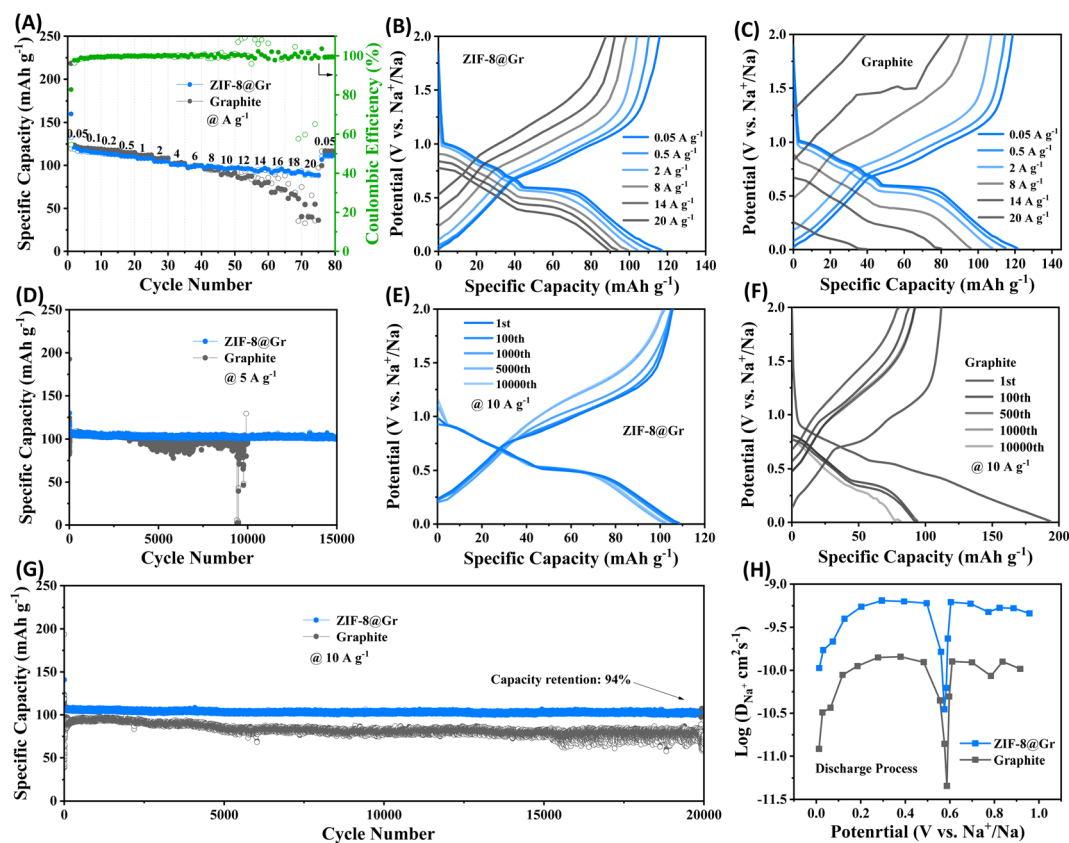 (A)
Specific Capacity (mAh g⁻¹)
250
200
150
100
50
0
0 10 20 30 40 50 60 70 80
Cycle Number
100
80
60
40
20
0
Coulombic Efficiency (%)
ZIF-8@Gr
Graphite
@ A g⁻¹
0.05 0.1 0.2 0.5 1 2 4 6 8 10 12 14 16 18 20 0.05
(B)
Potential (V vs. Na⁺/Na)
2.0
1.5
1.0
0.5
0.0
0 20 40 60 80 100 120 140
Specific Capacity (mAh g⁻¹)
ZIF-8@Gr
0.05 A g⁻¹
0.5 A g⁻¹
2 A g⁻¹
8 A g⁻¹
14 A g⁻¹
20 A g⁻¹
(C)
Potential (V vs. Na⁺/Na)
2.0
1.5
1.0
0.5
0.0
0 20 40 60 80 100 120 140
Specific Capacity (mAh g⁻¹)
Graphite
0.05 A g⁻¹
0.5 A g⁻¹
2 A g⁻¹
8 A g⁻¹
14 A g⁻¹
20 A g⁻¹
(D)
Specific Capacity (mAh g⁻¹)
250
200
150
100
50
0
0 5000 10000 15000
Cycle Number
ZIF-8@Gr
Graphite
@ 5 A g⁻¹
(E)
Potential (V vs. Na⁺/Na)
2.0
1.5
1.0
0.5
0.0
0 20 40 60 80 100 120
Specific Capacity (mAh g⁻¹)
1st
100th
1000th
5000th
10000th
@ 10 A g⁻¹
ZIF-8@Gr
(F)
Potential (V vs. Na⁺/Na)
2.0
1.5
1.0
0.5
0.0
0 50 100 150 200
Specific Capacity (mAh g⁻¹)
Graphite
1st
100th
500th
1000th
10000th
@ 10 A g⁻¹
(G)
Specific Capacity (mAh g⁻¹)
250
200
150
100
50
0
0 5000 10000 15000 20000
Cycle Number
ZIF-8@Gr
Graphite
@ 10 A g⁻¹
Capacity retention: 94%
(H)
Log (D_Na⁺ cm²s⁻¹)
-9.0
-9.5
-10.0
-10.5
-11.0
-11.5
0.0 0.2 0.4 0.6 0.8 1.0
Potenrtial (V vs. Na⁺/Na)
ZIF-8@Gr
Graphite
Discharge Process